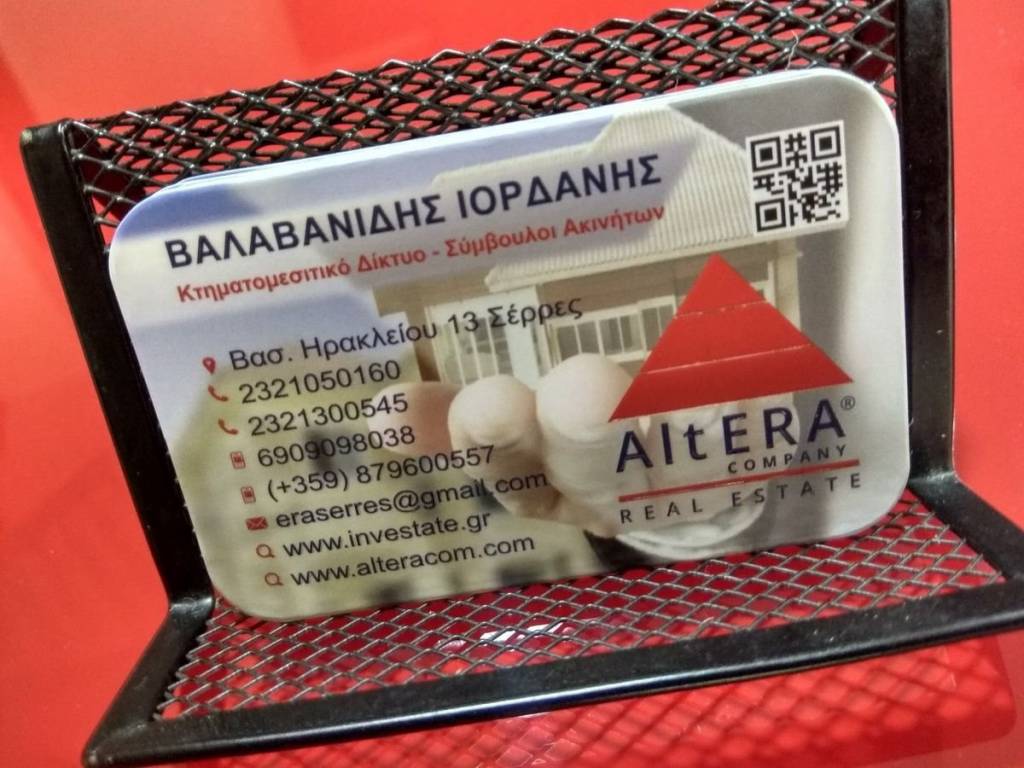 ΒΑΛΑΒΑΝΙΔΗΣ ΙΟΡΔΑΝΗΣ
Κτηματομεσιτικό Δίκτυο - Σύμβουλοι Ακινήτων
Βασ. Ηρακλείου 13 Σέρρες
2321050160
2321300545
6909098038
(+359) 879600557
eraserres@gmail.com
www.investate.gr
www.alteracom.com
AltERA®
COMPANY
REAL ESTATE